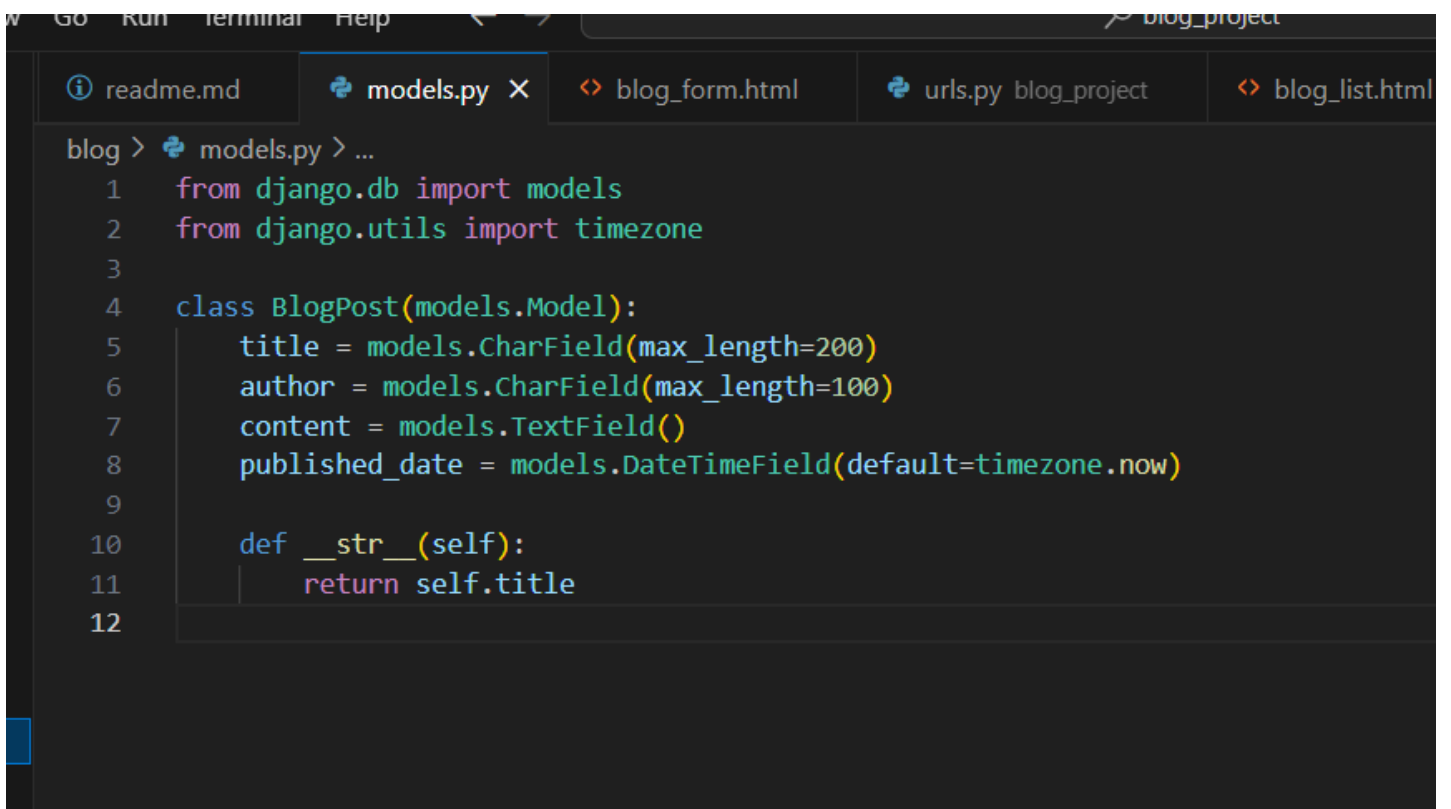 Go Run Terminal Help ← → blog_project
readme.md models.py × blog_form.html urls.py blog_project blog_list.html
blog > models.py > ...
1 from django.db import models
2 from django.utils import timezone
3
4 class BlogPost(models.Model):
5     title = models.CharField(max_length=200)
6     author = models.CharField(max_length=100)
7     content = models.TextField()
8     published_date = models.DateTimeField(default=timezone.now)
9
10     def __str__(self):
11         return self.title
12